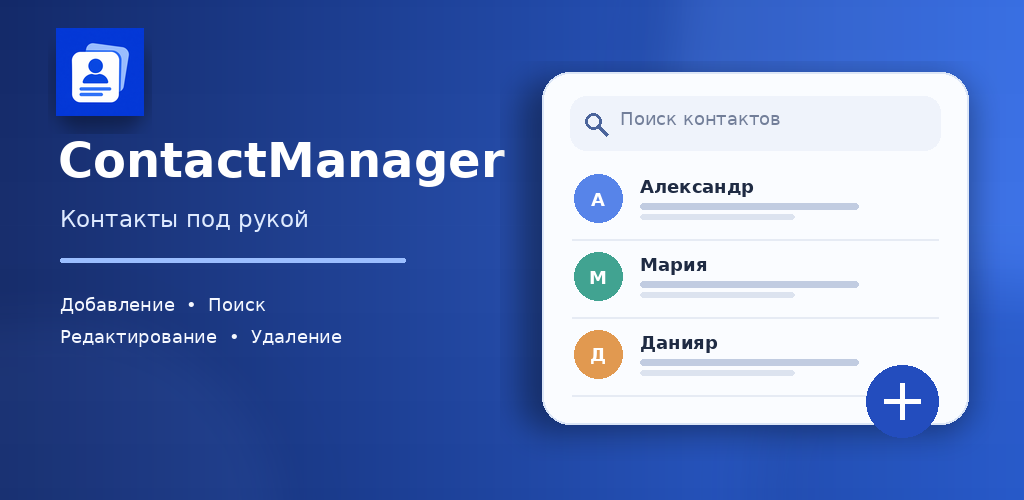 ContactManager
Контакты под рукой
Добавление • Поиск
Редактирование • Удаление
Поиск контактов
А Александр
М Мария
Д Данияр